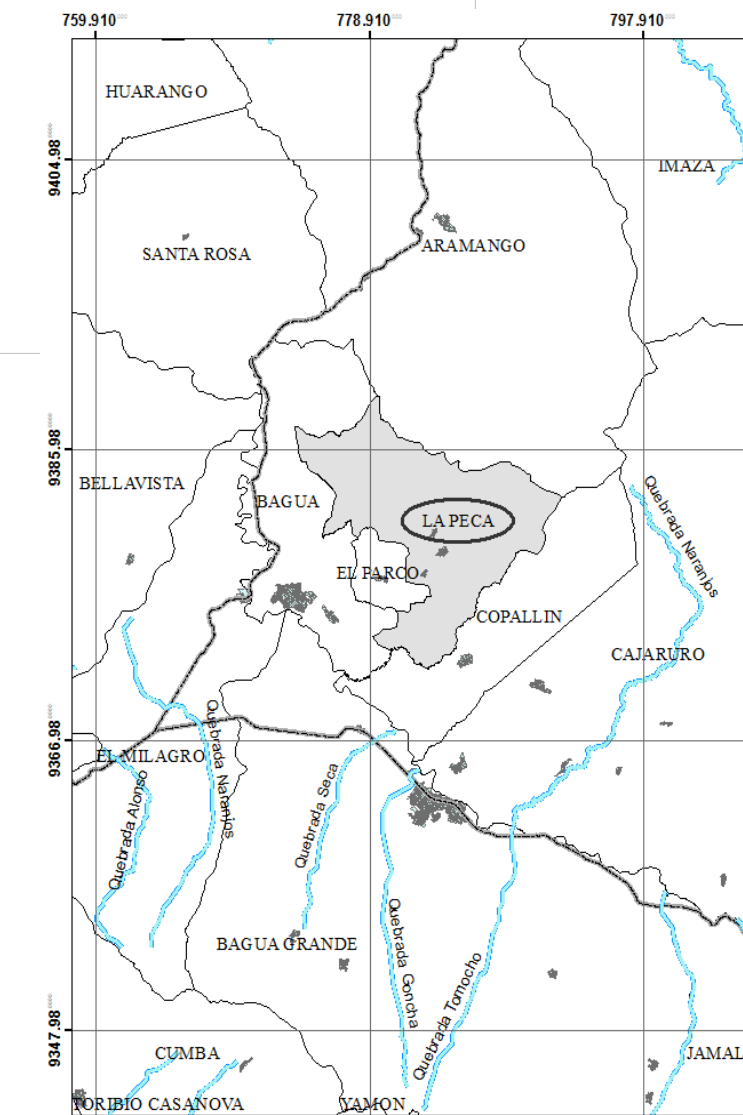 759.910
778.910
797.910
HUARANGO
9404.98
IMAZA
SANTA ROSA
ARAMANGO
9385.98
BELLAVISTA
BAGUA
LA PECA
Quebrada Naranjos
EL PARCO
COPALLIN
CAJARURO
9366.98
EL MILAGRO
Quebrada Naranjos
Quebrada Alonso
Quebrada Seca
BAGUA GRANDE
Quebrada Goncha
Quebrada Tomocho
9347.98
CUMBA
JAMAL
TORIBIO CASANOVA
YAMON